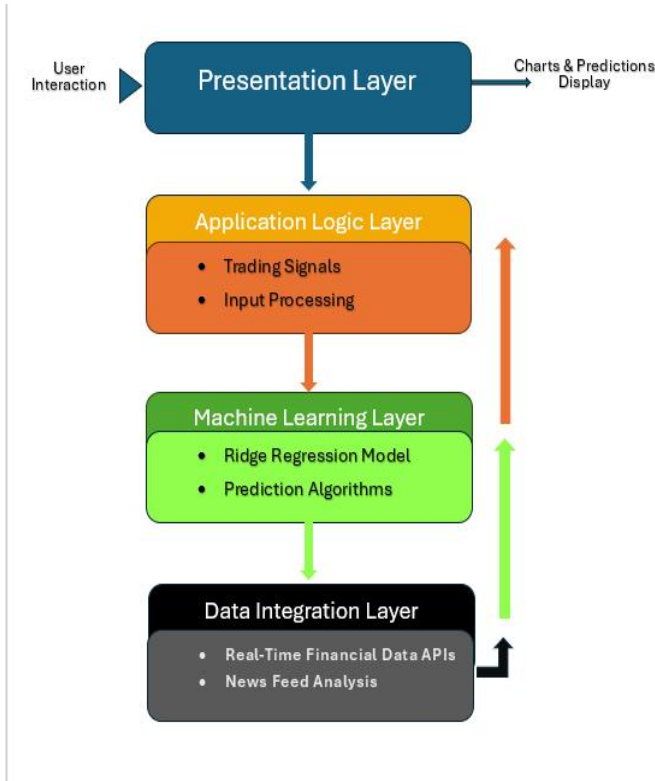 User
Interaction
Presentation Layer
Charts & Predictions
Display
Application Logic Layer
• Trading Signals
• Input Processing
Machine Learning Layer
• Ridge Regression Model
• Prediction Algorithms
Data Integration Layer
• Real-Time Financial Data APIs
• News Feed Analysis